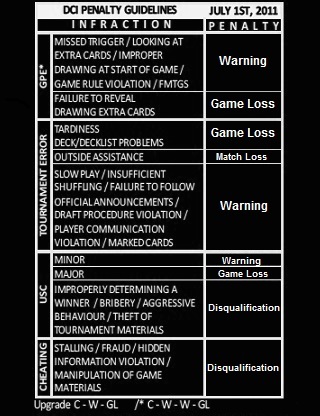 DCI PENALTY GUIDELINES JULY 1ST, 2011
INFRACTION PENALTY
GPE*
MISSED TRIGGER / LOOKING AT
EXTRA CARDS / IMPROPER
DRAWING AT START OF GAME /
GAME RULE VIOLATION / FMTGS
Warning
FAILURE TO REVEAL
DRAWING EXTRA CARDS
Game Loss
TOURNAMENT ERROR
TARDINESS
DECK/DECKLIST PROBLEMS
Game Loss
OUTSIDE ASSISTANCE Match Loss
SLOW PLAY / INSUFFICIENT
SHUFFLING / FAILURE TO FOLLOW
OFFICIAL ANNOUNCEMENTS /
DRAFT PROCEDURE VIOLATION /
PLAYER COMMUNICATION
VIOLATION / MARKED CARDS
Warning
USC
MINOR Warning
MAJOR Game Loss
IMPROPERLY DETERMINING A
WINNER / BRIBERY / AGGRESSIVE
BEHAVIOUR / THEFT OF
TOURNAMENT MATERIALS
Disqualification
CHEATING
STALLING / FRAUD / HIDDEN
INFORMATION VIOLATION /
MANIPULATION OF GAME
MATERIALS
Disqualification
Upgrade C - W - GL /* C - W - W - GL